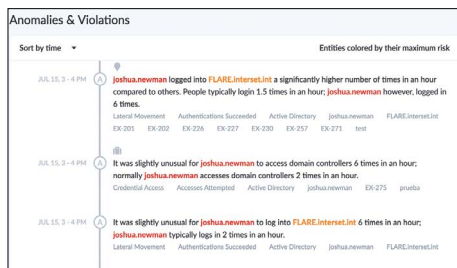 Anomalies & Violations
Sort by time
Entities colored by their maximum risk
JUL 15, 3 - 4 PM
A
joshua.newman logged into FLARE.interset.int a significantly higher number of times in an hour
compared to others. People typically login 1.5 times in an hour; joshua.newman however, logged in
6 times.
Lateral Movement Authentications Succeeded Active Directory joshua.newman FLARE.interset.int
EX-201 EX-202 EX-226 EX-227 EX-230 EX-257 EX-271 test
JUL 15, 3 - 4 PM
A
It was slightly unusual for joshua.newman to access domain controllers 6 times in an hour;
normally joshua.newman accesses domain controllers 2 times in an hour.
Credential Access Accesses Attempted Active Directory joshua.newman EX-275 prueba
JUL 15, 3 - 4 PM
A
It was slightly unusual for joshua.newman to log into FLARE.interset.int 6 times in an hour;
joshua.newman typically logs in 2 times in an hour.
Lateral Movement Authentications Succeeded Active Directory joshua.newman FLARE.interset.int